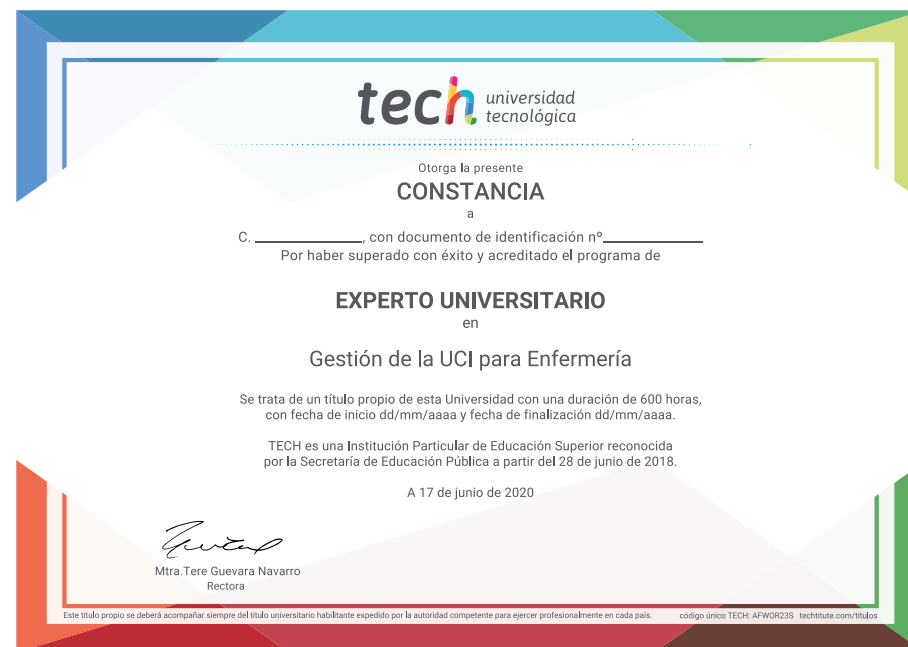 tech universidad
tecnológica
Otorga la presente
CONSTANCIA
a
C. ____________, con documento de identificación nº___________
Por haber superado con éxito y acreditado el programa de
EXPERTO UNIVERSITARIO
en
Gestión de la UCI para Enfermería
Se trata de un título propio de esta Universidad con una duración de 600 horas,
con fecha de inicio dd/mm/aaaa y fecha de finalización dd/mm/aaaa.
TECH es una Institución Particular de Educación Superior reconocida
por la Secretaría de Educación Pública a partir del 28 de junio de 2018.
A 17 de junio de 2020
Mtra.Tere Guevara Navarro
Rectora
Este título propio se deberá acompañar siempre del título universitario habilitante expedido por la autoridad competente para ejercer profesionalmente en cada país. código único TECH: AFWOR23S techtitute.com/titulos